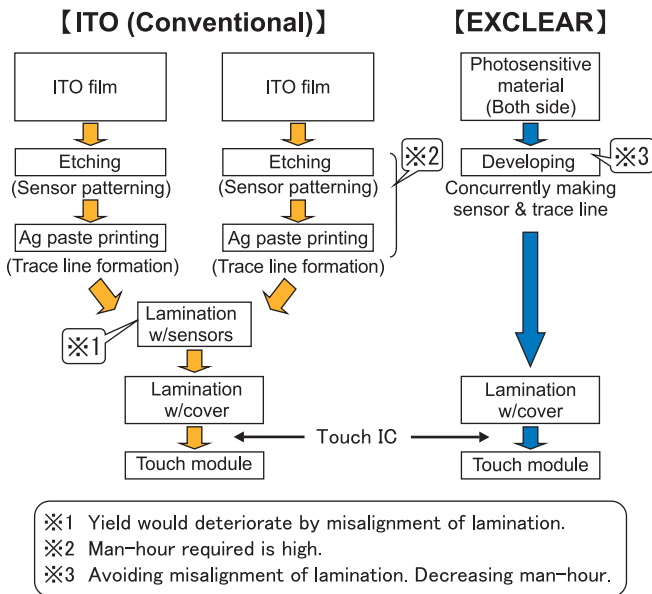 【ITO (Conventional)】
【EXCLEAR】
ITO film
ITO film
Photosensitive
material
(Both side)
Etching
(Sensor patterning)
Etching
(Sensor patterning)
※2
Developing
※3
Concurrently making
sensor & trace line
Ag paste printing
(Trace line formation)
Ag paste printing
(Trace line formation)
※1
Lamination
w/sensors
Lamination
w/cover
Lamination
w/cover
Touch IC
Touch module
Touch module
※1 Yield would deteriorate by misalignment of lamination.
※2 Man-hour required is high.
※3 Avoiding misalignment of lamination. Decreasing man-hour.